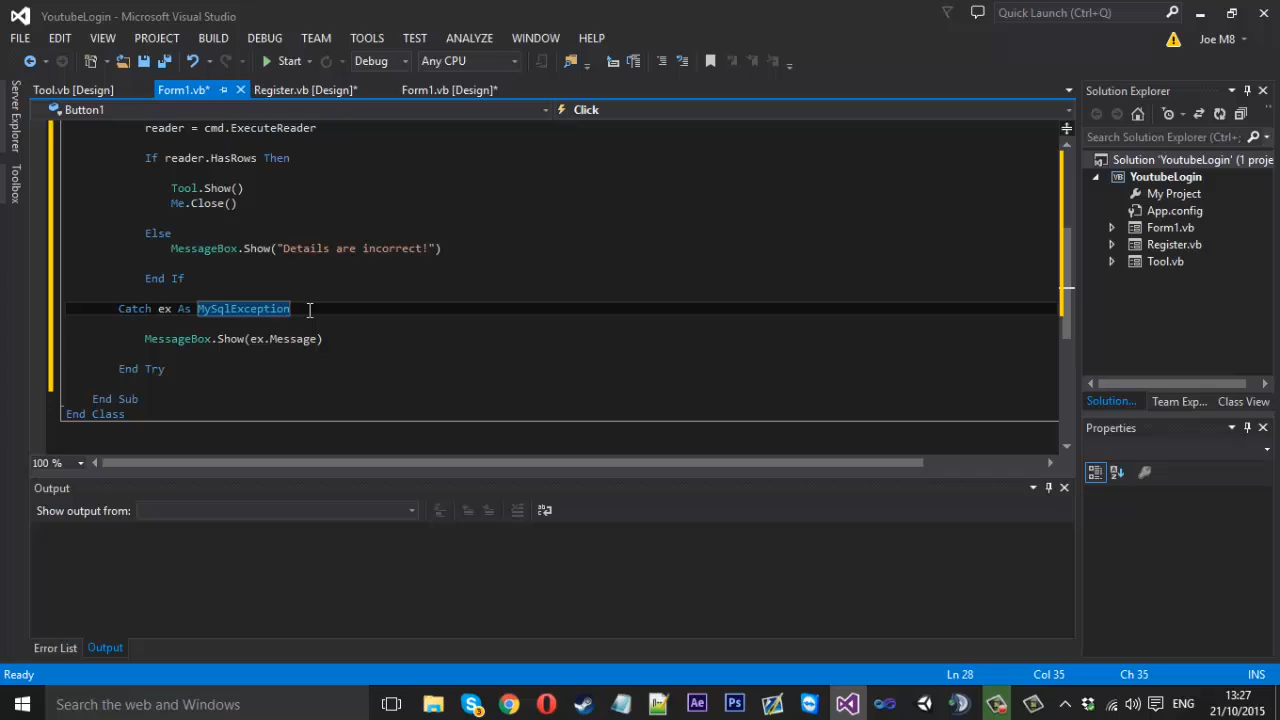 YoutubeLogin - Microsoft Visual Studio
Quick Launch (Ctrl+Q)
FILE EDIT VIEW PROJECT BUILD DEBUG TEAM TOOLS TEST ANALYZE WINDOW HELP
Joe M8
Start Debug Any CPU
Server Explorer
Toolbox
Tool.vb [Design] Form1.vb* Register.vb [Design]* Form1.vb [Design]*
Button1 Click
reader = cmd.ExecuteReader
If reader.HasRows Then
Tool.Show()
Me.Close()
Else
MessageBox.Show("Details are incorrect!")
End If
Catch ex As MySqlException
MessageBox.Show(ex.Message)
End Try
End Sub
End Class
100 %
Output
Show output from:
Error List Output
Solution Explorer
Search Solution Explorer (Ctrl+;
Solution 'YoutubeLogin' (1 proje
YoutubeLogin
My Project
App.config
Form1.vb
Register.vb
Tool.vb
Solution... Team Exp... Class View
Properties
Ready Ln 28 Col 35 Ch 35 INS
Search the web and Windows
3
Ae
Ps
ENG
13:27
21/10/2015